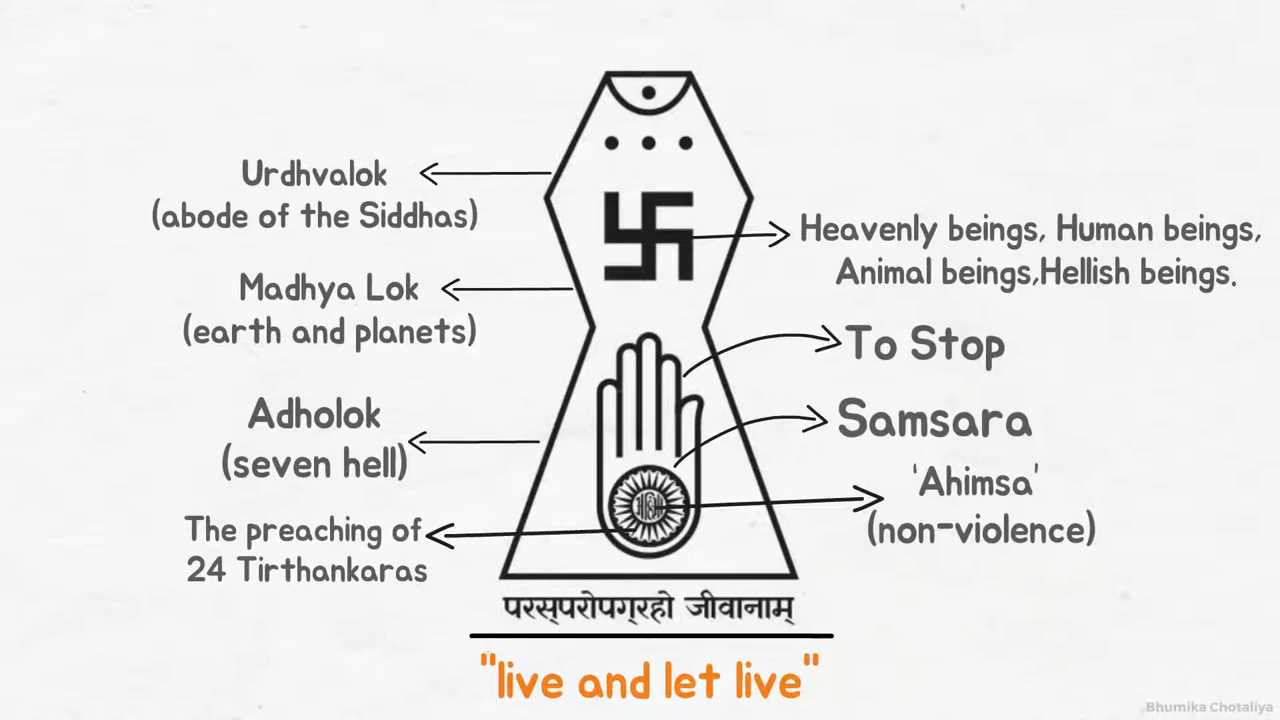 Urdhvalok
(abode of the Siddhas)
Heavenly beings, Human beings,
Animal beings,Hellish beings.
Madhya Lok
(earth and planets)
To Stop
Adholok
(seven hell)
Samsara
'Ahimsa'
(non-violence)
The preaching of
24 Tirthankaras
परस्परोपग्रहो जीवानाम्
"live and let live"
Bhumika Chotaliya